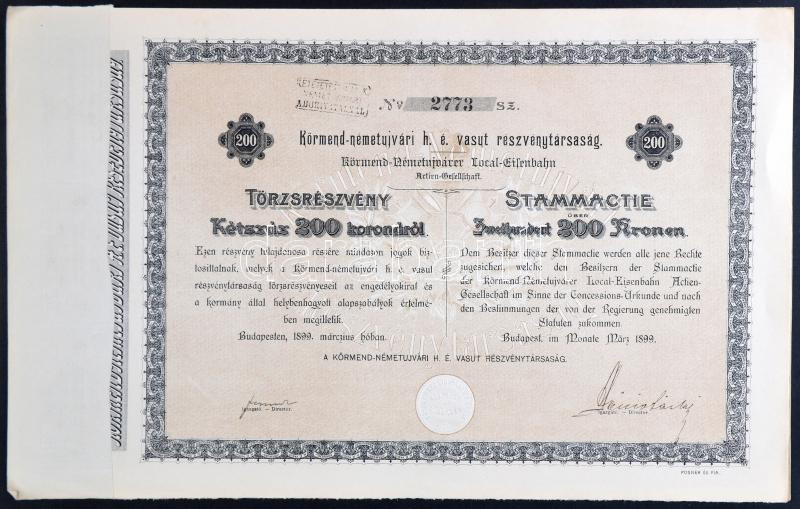 Nº 2773 SZ.
200
200
Körmend-németujvári h. é. vasut részvénytársaság.
Körmend-Németujvárer Local-Eisenbahn
Actien-Gesellschaft.
TÖRZSRÉSZVÉNY
Kétszáz 200 koronáról.
Ezen részvény tulajdonosa részére mindazon jogok biz-
tosíttatnak, melyek a Körmend-németujvári h. é. vasut
részvénytársaság törzsrészvényeseit az engedélyokirat és
a kormány által helybenhagyott alapszabályok értelmé-
ben megilletik.
Budapesten, 1899. március hóban.
STAMMACTIE
ÜBER
Zweihundert 200 Kronen.
Dem Besitzer dieser Stammactie werden alle jene Rechte
zugesichert, welche den Besitzern der Stammactie
der Körmend-Németujvárer Local-Eisenbahn Actien-
Gesellschaft im Sinne der Concessions-Urkunde und nach
den Bestimmungen der von der Regierung genehmigten
Statuten zukommen.
Budapest, im Monate März 1899.
A KÖRMEND-NÉMETUJVÁRI H. É. VASUT RÉSZVÉNYTÁRSASÁG.
Igazgató. – Director.
Igazgató. – Director.
POSNER ÉS FIA.